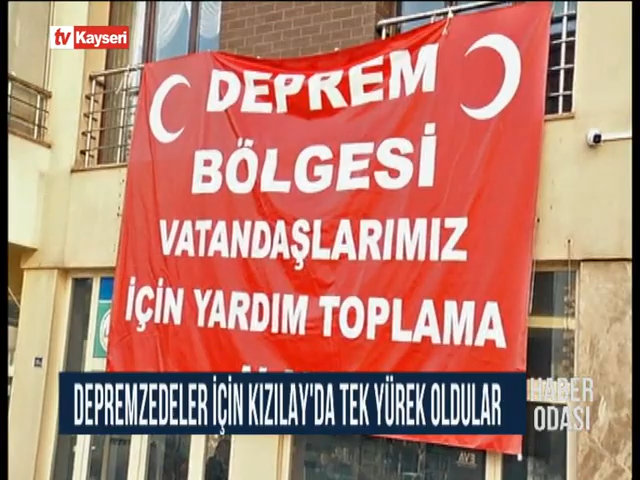 tv Kayseri
DEPREM
BÖLGESİ
VATANDAŞLARIMIZ
İÇİN YARDIM TOPLAMA
DEPREMZEDELER İÇİN KIZILAY'DA TEK YÜREK OLDULAR
HABER
ODASI